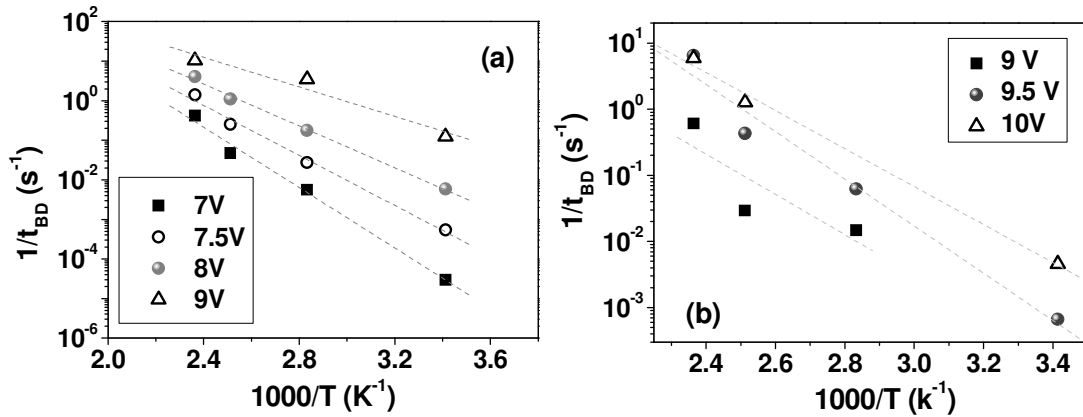 (a)
10^2
10^0
10^-2
10^-4
10^-6
1/t_BD (s^-1)
7V
7.5V
8V
9V
2.0 2.4 2.8 3.2 3.6
1000/T (K^-1)
(b)
10^1
10^0
10^-1
10^-2
10^-3
1/t_BD (s^-1)
9 V
9.5 V
10V
2.4 2.6 2.8 3.0 3.2 3.4
1000/T (k^-1)